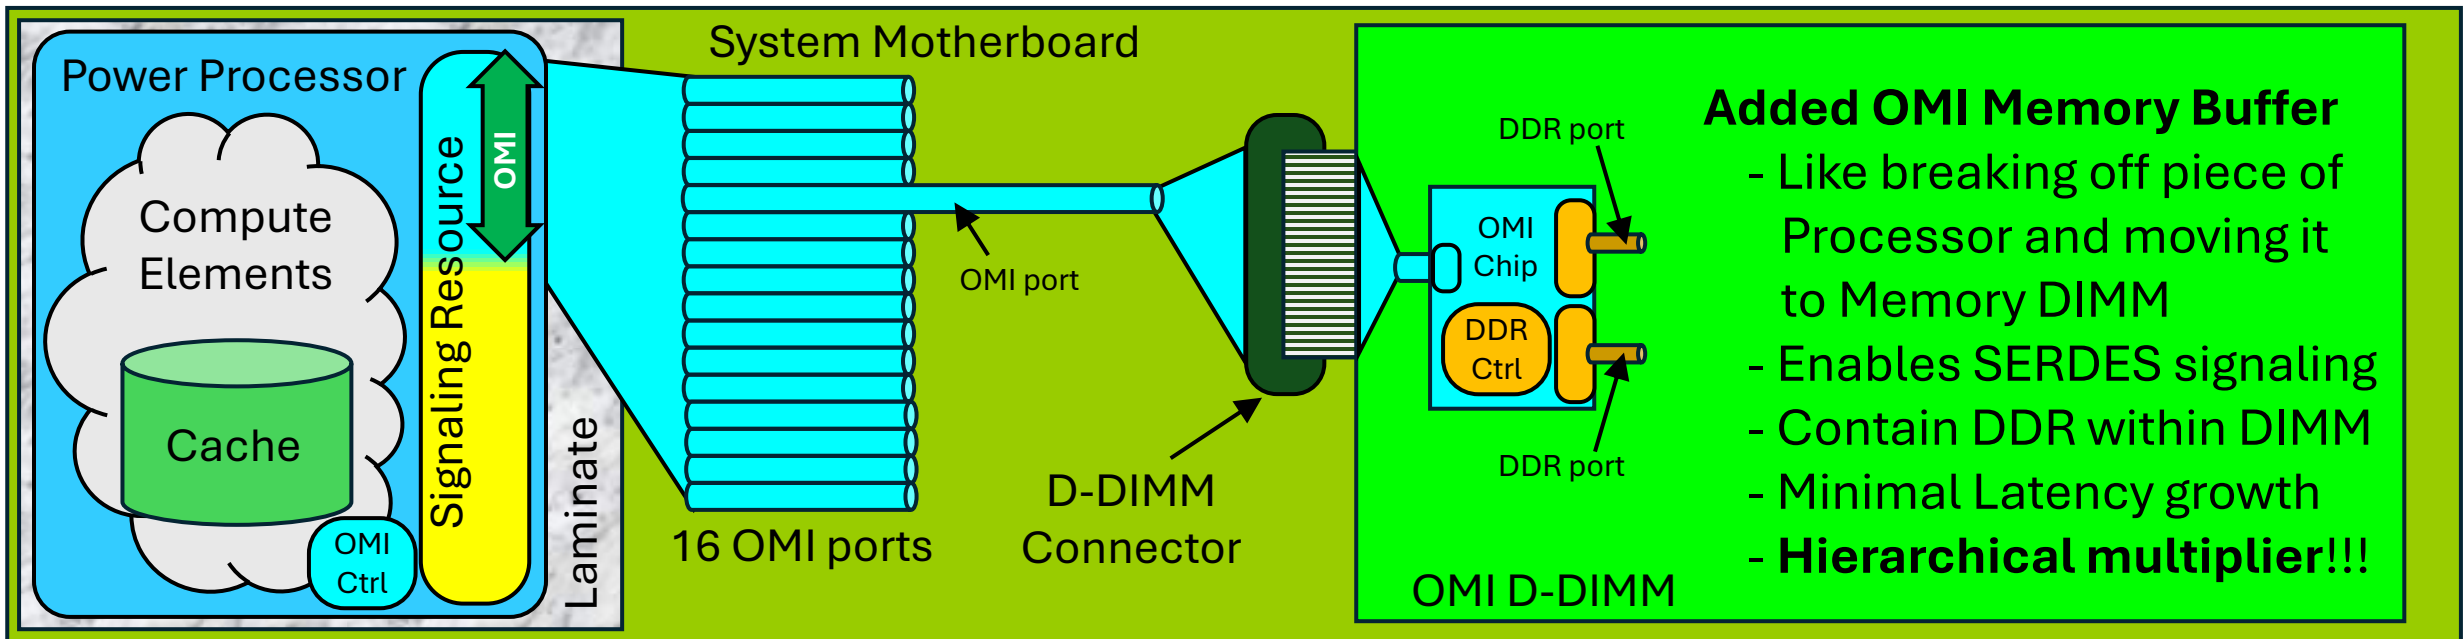 System Motherboard
Power Processor
OMI
Signaling Resource
Compute
Elements
Cache
OMI
Ctrl
Laminate
16 OMI ports
OMI port
D-DIMM
Connector
DDR port
OMI
Chip
DDR
Ctrl
DDR port
OMI D-DIMM
Added OMI Memory Buffer
- Like breaking off piece of
Processor and moving it
to Memory DIMM
- Enables SERDES signaling
- Contain DDR within DIMM
- Minimal Latency growth
- Hierarchical multiplier!!!